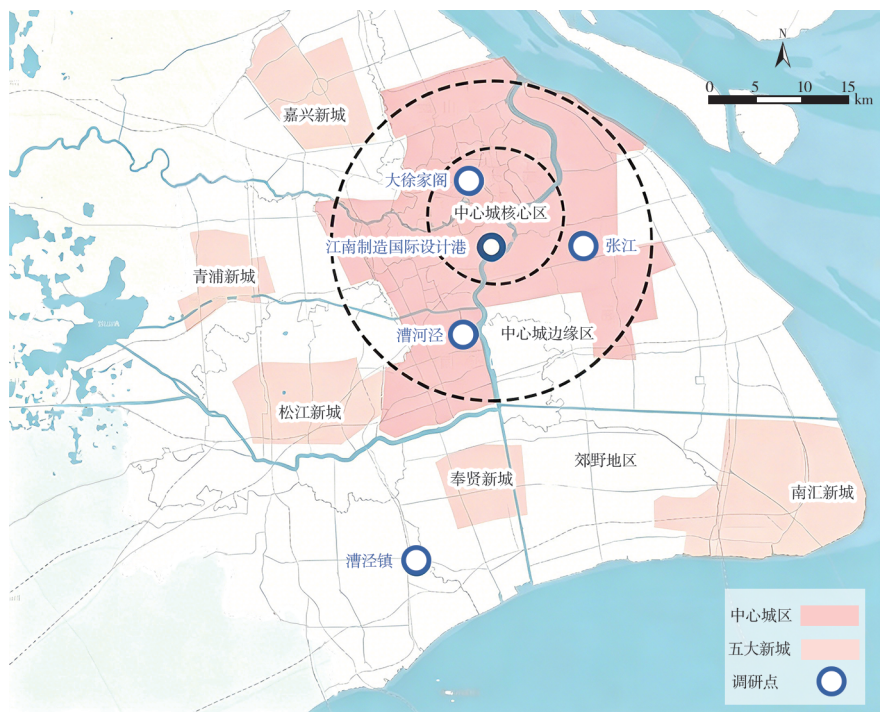 N
0 5 10 15
km
嘉兴新城
大徐家阁
中心城核心区
江南制造国际设计港
张江
青浦新城
漕河泾
中心城边缘区
松江新城
郊野地区
奉贤新城
南汇新城
漕泾镇
中心城区
五大新城
调研点